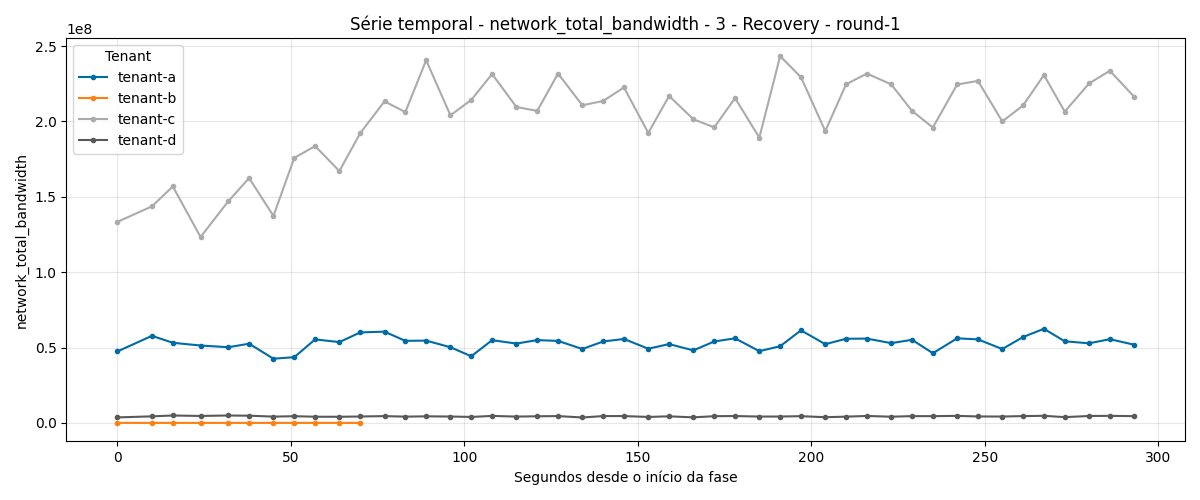 Série temporal - network_total_bandwidth - 3 - Recovery - round-1
1e8
Tenant
tenant-a
tenant-b
tenant-c
tenant-d
network_total_bandwidth
2.5
2.0
1.5
1.0
0.5
0.0
0 50 100 150 200 250 300
Segundos desde o início da fase